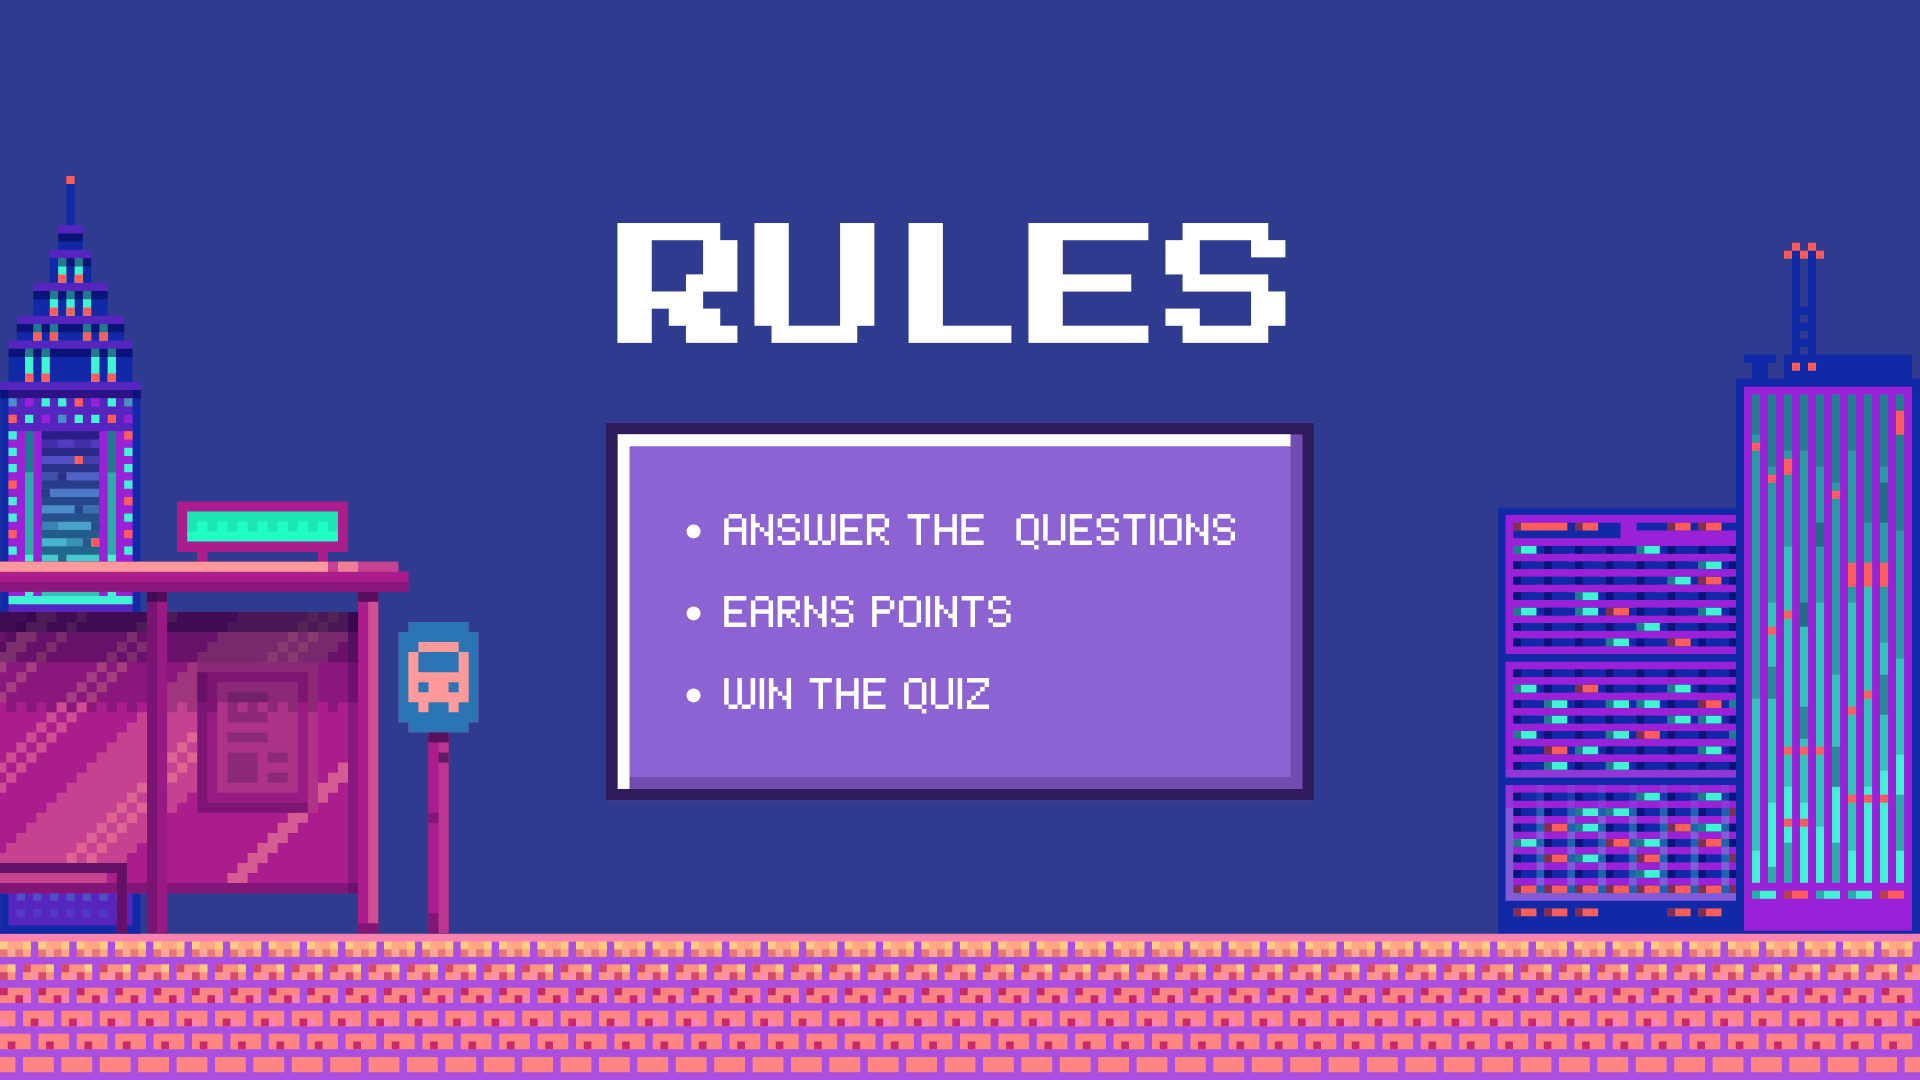 RULES
• ANSWER THE  QUESTIONS
• EARNS POINTS
• WIN THE QUIZ